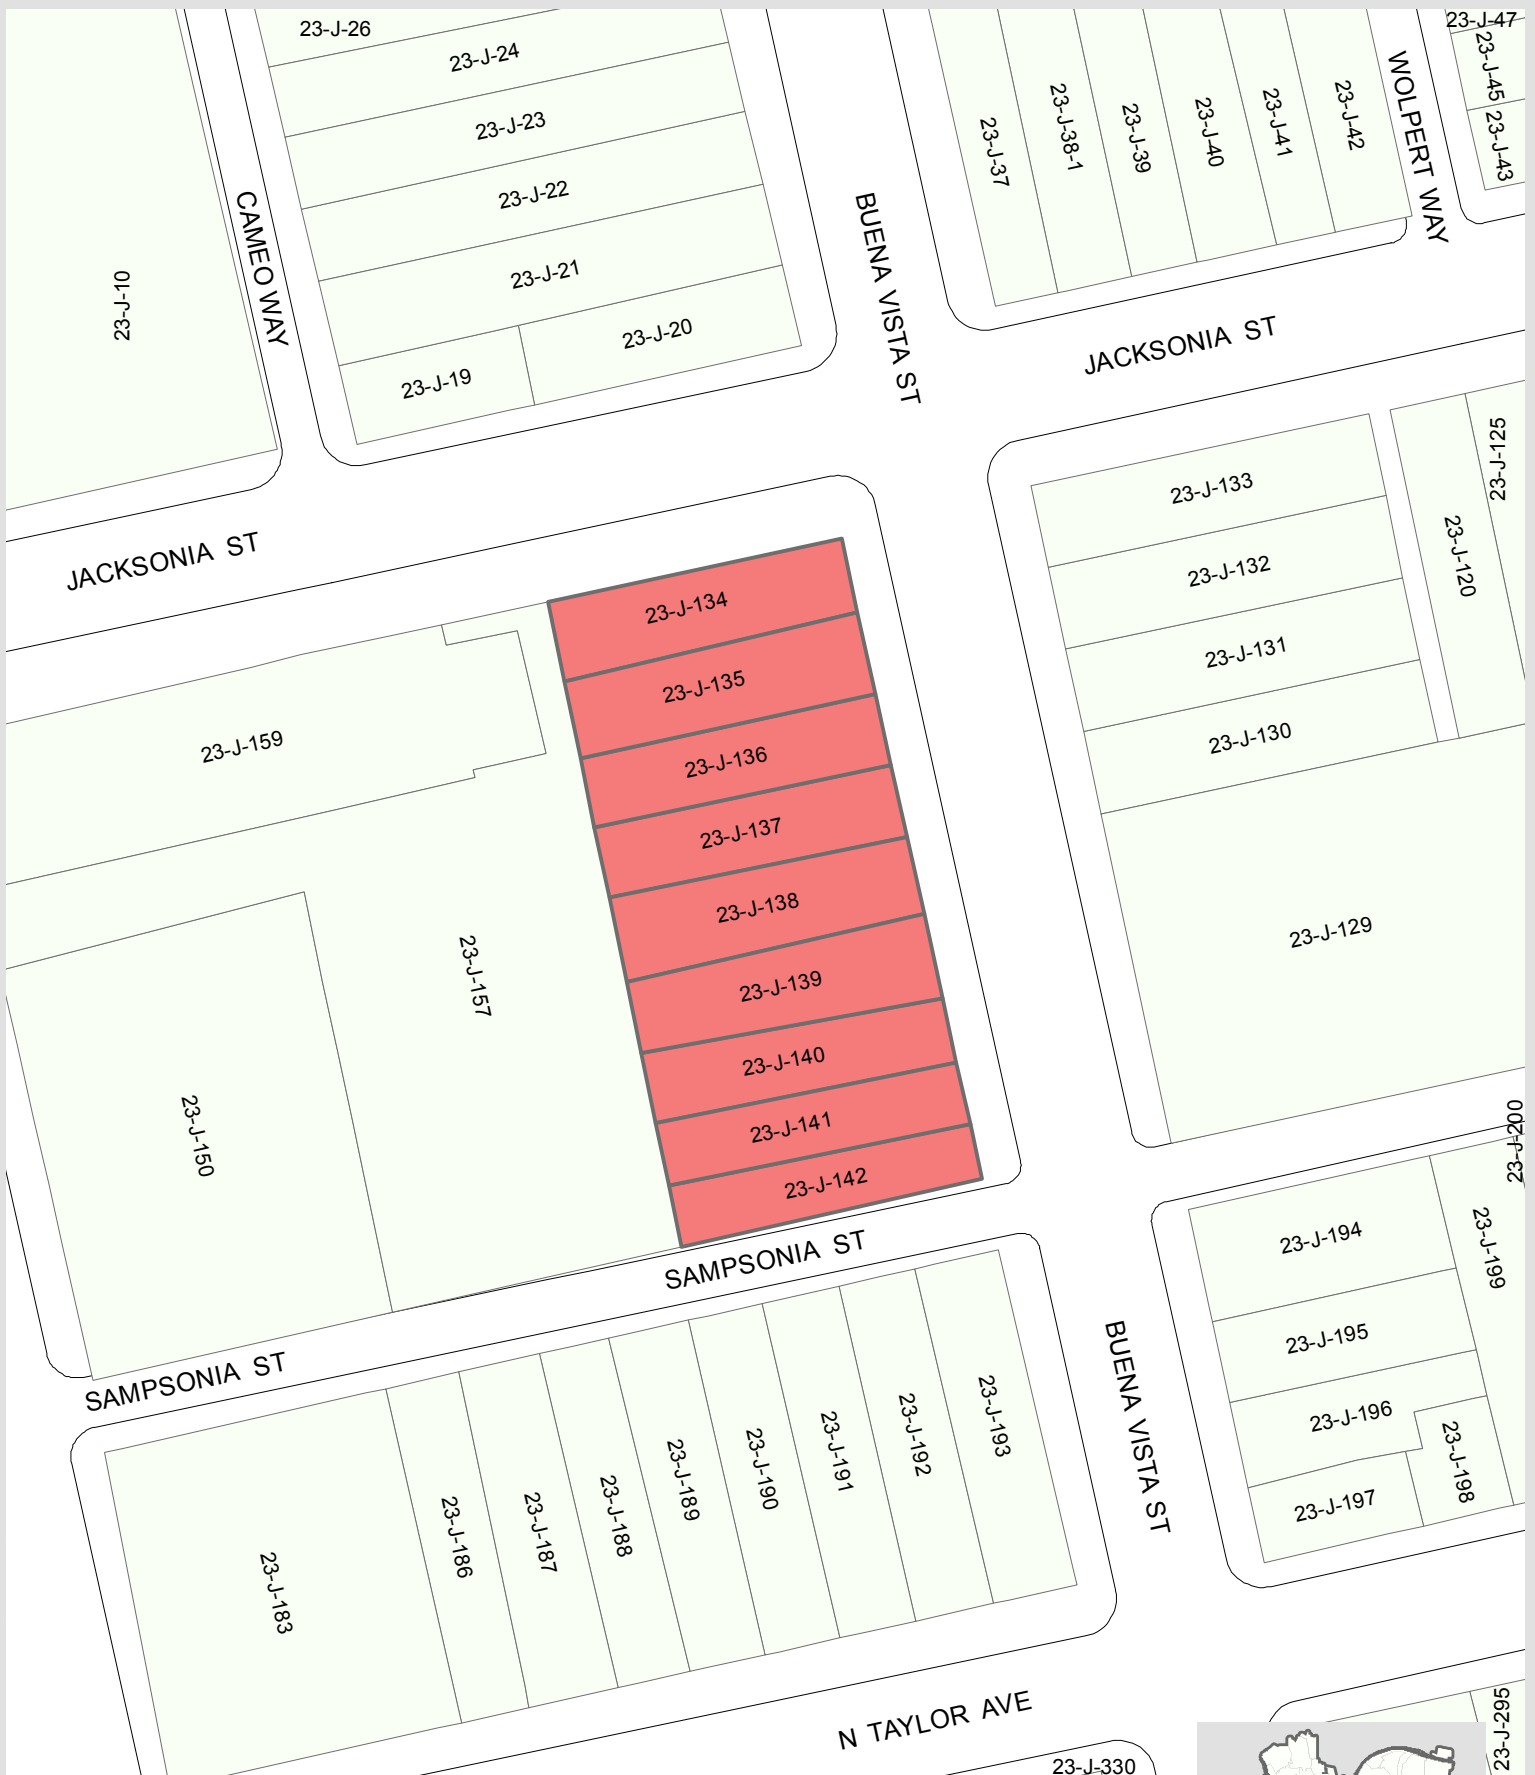 23-J-26
23-J-24
23-J-23
23-J-22
23-J-21
23-J-20
23-J-19
23-J-10
CAMEO WAY
BUENA VISTA ST
23-J-37
23-J-38-1
23-J-39
23-J-40
23-J-41
23-J-42
WOLPERT WAY
23-J-47
23-J-45
23-J-43
JACKSONIA ST
JACKSONIA ST
23-J-133
23-J-132
23-J-131
23-J-130
23-J-120
23-J-125
23-J-129
23-J-134
23-J-135
23-J-136
23-J-137
23-J-138
23-J-139
23-J-140
23-J-141
23-J-142
23-J-159
23-J-157
23-J-150
SAMPSONIA ST
SAMPSONIA ST
23-J-200
23-J-194
23-J-199
23-J-195
23-J-196
23-J-198
23-J-197
BUENA VISTA ST
23-J-183
23-J-186
23-J-187
23-J-188
23-J-189
23-J-190
23-J-191
23-J-192
23-J-193
N TAYLOR AVE
23-J-295
23-J-330